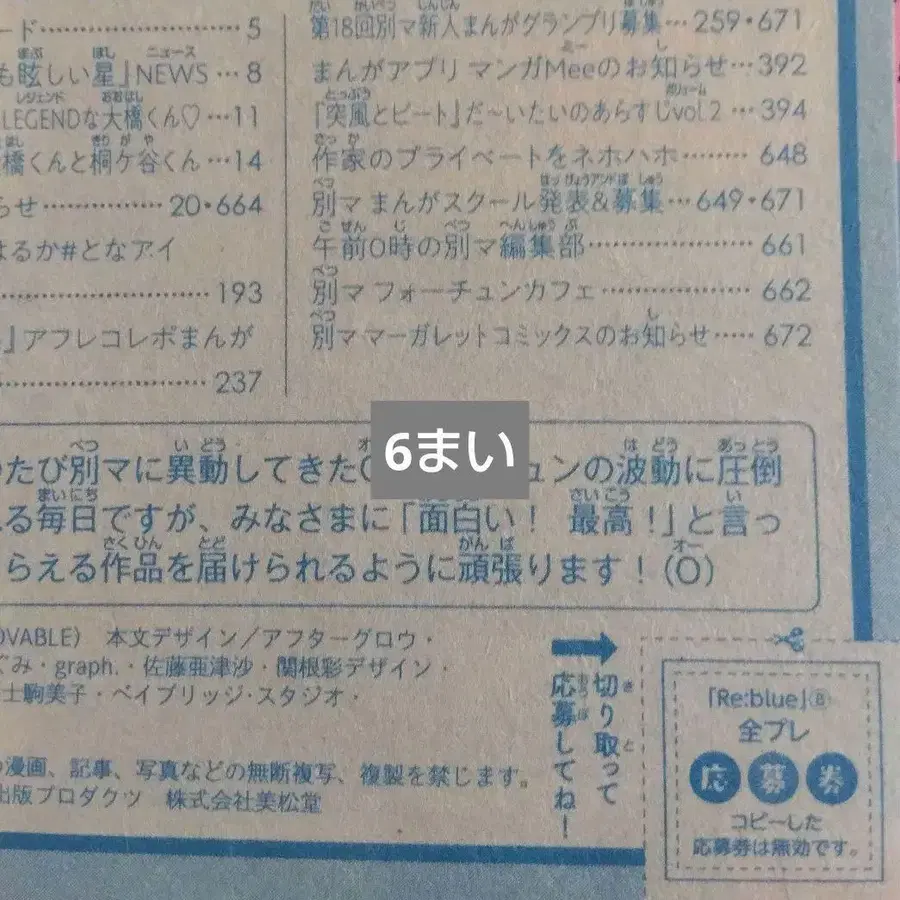 ード…5
も眩しい星」NEWS…8
LEGENDな大橋くん♡…11
橋くんと桐ケ谷くん…14
らせ…20・664
はるか#となアイ
…193
」アフレコレポまんが
…237
第18回別マ新人まんがグランプリ募集…259・671
まんがアプリ マンガMeeのお知らせ…392
「突風とビート」だ〜いたいのあらすじvol.2…394
作家のプライベートをネホハホ…648
別マ まんがスクール発表&募集…649・671
午前0時の別マ編集部…661
別マ フォーチュンカフェ…662
別マ マーガレットコミックスのお知らせ…672
6まい
たび別マに異動してきた ュンの波動に圧倒
る毎日ですが、みなさまに「面白い! 最高!」と言っ
らえる作品を届けられるように頑張ります!(O)
OVABLE) 本文デザイン/アフターグロウ・
ぐみ・graph.・佐藤亜津沙・関根彩デザイン・
士駒美子・ベイブリッジ・スタジオ・
漫画、記事、写真などの無断複写、複製を禁じます。
出版プロダクツ 株式会社美松堂
切り取って
応募してね!
「Re:blue」⑧
全プレ
応募券
コピーした
応募券は無効です。